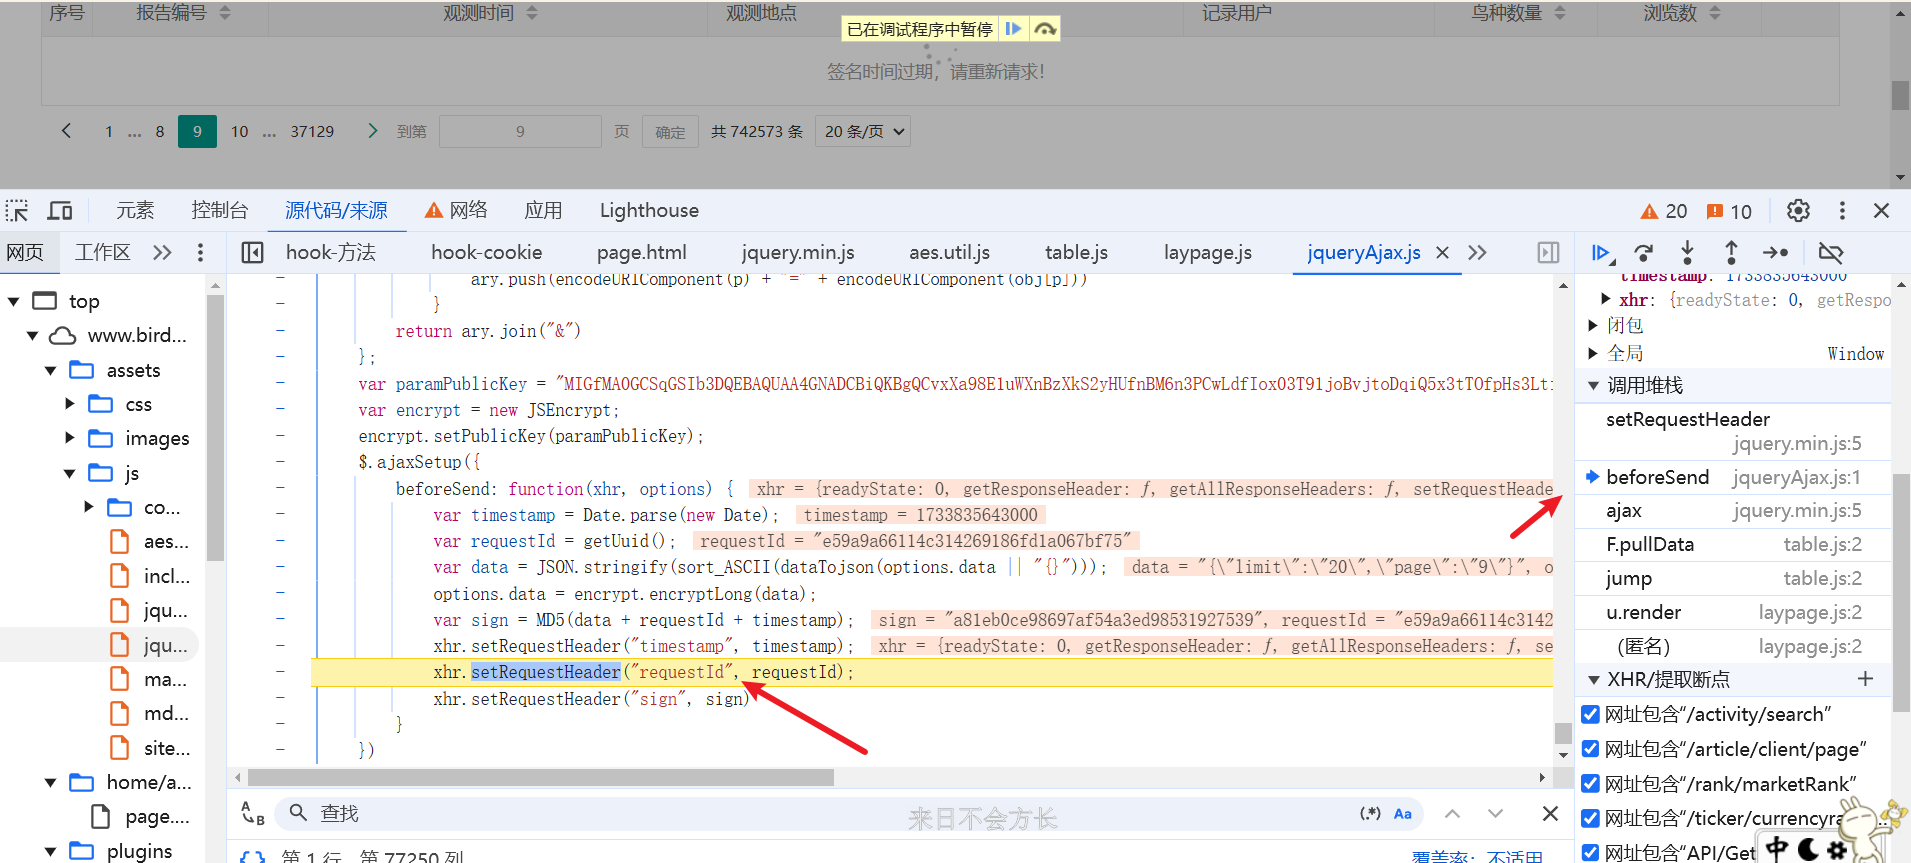 序号 报告编号 观测时间 观测地点 记录用户 鸟种数量 浏览数
已在调试程序中暂停
签名时间过期，请重新请求！
1 ... 8 9 10 ... 37129 到第 9 页 确定 共 742573 条 20 条/页
元素 控制台 源代码/来源 网络 应用 Lighthouse 20 10
网页 工作区 hook-方法 hook-cookie page.html jquery.min.js aes.util.js table.js laypage.js jqueryAjax.js
top
www.bird...
assets
css
images
js
co...
aes...
incl...
jqu...
jqu...
ma...
md...
site...
home/a...
page....
plugins
ary.push(encodeURIComponent(p) + "=" + encodeURIComponent(obj[p]))
}
return ary.join("&")
};
var paramPublicKey = "MIGfMA0GCSqGSIb3DQEBAQUAA4GNADCBiQKBgQCvxXa98E1uWXnBzXkS2yHUfnBM6n3PCwLdfIox03T91joBvjtoDqiQ5x3tTOfpHs3Lti
var encrypt = new JSEncrypt;
encrypt.setPublicKey(paramPublicKey);
$.ajaxSetup({
beforeSend: function(xhr, options) { xhr = {readyState: 0, getResponseHeader: ƒ, getAllResponseHeaders: ƒ, setRequestHeade
var timestamp = Date.parse(new Date); timestamp = 1733835643000
var requestId = getUuid(); requestId = "e59a9a66114c314269186fd1a067bf75"
var data = JSON.stringify(sort_ASCII(dataTojson(options.data || "{}"))); data = "{\"limit\":\"20\",\"page\":\"9\"}", o
options.data = encrypt.encryptLong(data);
var sign = MD5(data + requestId + timestamp); sign = "a81eb0ce98697af54a3ed98531927539", requestId = "e59a9a66114c3142
xhr.setRequestHeader("timestamp", timestamp); xhr = {readyState: 0, getResponseHeader: ƒ, getAllResponseHeaders: ƒ, se
xhr.setRequestHeader("requestId", requestId);
xhr.setRequestHeader("sign", sign)
}
})
查找
来日不会方长
(.*) Aa
第 1 行，第 77250 列 覆盖率：不适用
timestamp: 1733835643000
xhr: {readyState: 0, getRespo
闭包
全局 Window
调用堆栈
setRequestHeader
jquery.min.js:5
beforeSend jqueryAjax.js:1
ajax jquery.min.js:5
F.pullData table.js:2
jump table.js:2
u.render laypage.js:2
(匿名) laypage.js:2
XHR/提取断点
网址包含“/activity/search”
网址包含“/article/client/page”
网址包含“/rank/marketRank”
网址包含“/ticker/currencyra
网址包含“API/Get
中